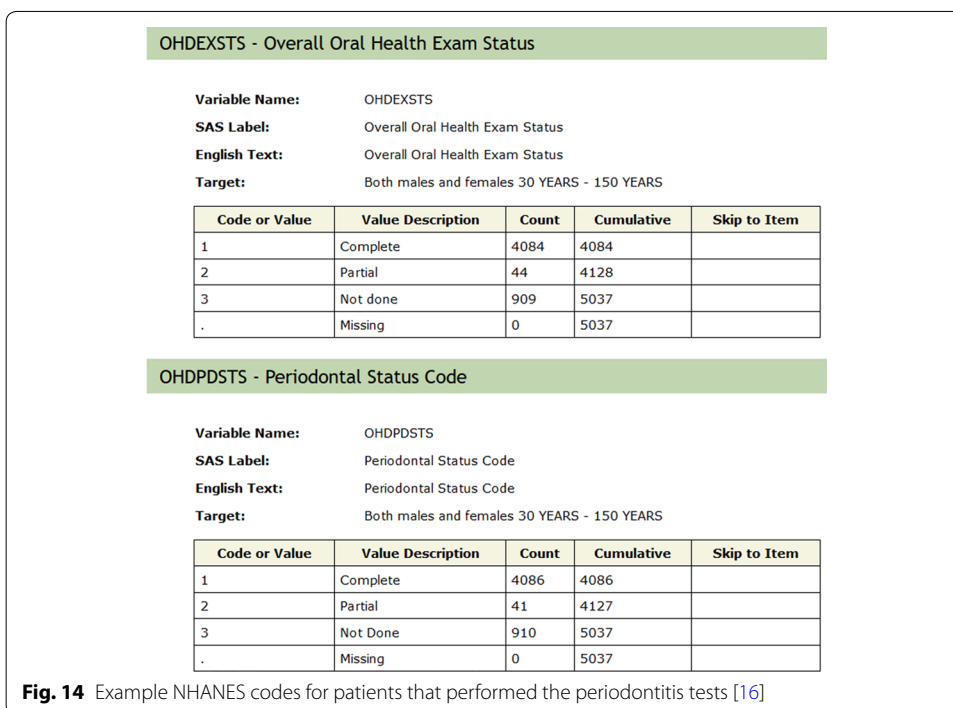 OHDEXSTS - Overall Oral Health Exam Status
Variable Name: OHDEXSTS
SAS Label: Overall Oral Health Exam Status
English Text: Overall Oral Health Exam Status
Target: Both males and females 30 YEARS - 150 YEARS
Code or Value Value Description Count Cumulative Skip to Item
1 Complete 4084 4084
2 Partial 44 4128
3 Not done 909 5037
. Missing 0 5037
OHDPDSTS - Periodontal Status Code
Variable Name: OHDPDSTS
SAS Label: Periodontal Status Code
English Text: Periodontal Status Code
Target: Both males and females 30 YEARS - 150 YEARS
Code or Value Value Description Count Cumulative Skip to Item
1 Complete 4086 4086
2 Partial 41 4127
3 Not Done 910 5037
. Missing 0 5037
Fig. 14 Example NHANES codes for patients that performed the periodontitis tests [16]